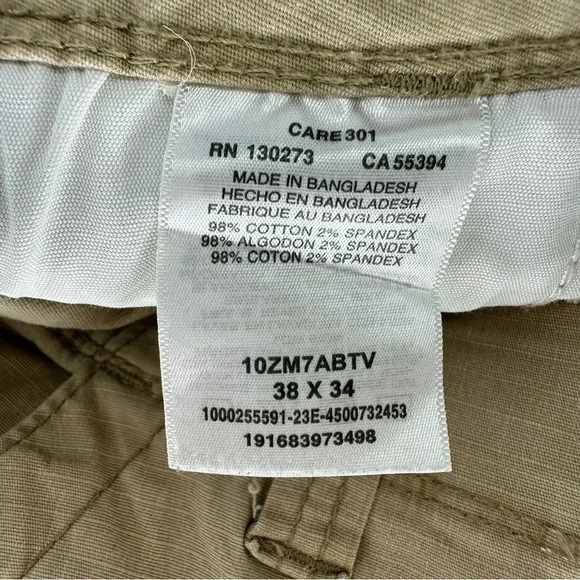 CARE 301
RN 130273 CA 55394
MADE IN BANGLADESH
HECHO EN BANGLADESH
FABRIQUE AU BANGLADESH
98% COTTON 2% SPANDEX
98% ALGODON 2% SPANDEX
98% COTON 2% SPANDEX
10ZM7ABTV
38 X 34
1000255591-23E-4500732453
191683973498